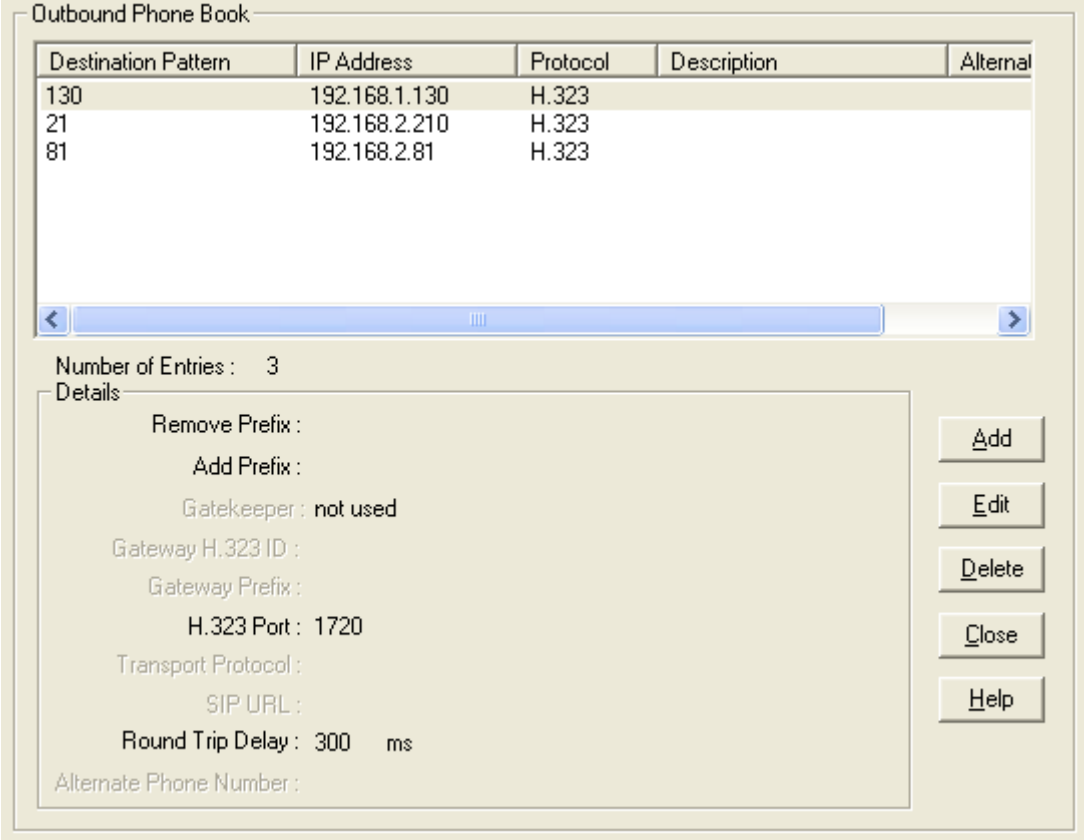 Outbound Phone Book
Destination Pattern IP Address Protocol Description Alternat
130 192.168.1.130 H.323
21 192.168.2.210 H.323
81 192.168.2.81 H.323
Number of Entries : 3
Details
Remove Prefix :
Add Prefix :
Gatekeeper : not used
Gateway H.323 ID :
Gateway Prefix :
H.323 Port : 1720
Transport Protocol :
SIP URL :
Round Trip Delay : 300 ms
Alternate Phone Number :
Add
Edit
Delete
Close
Help